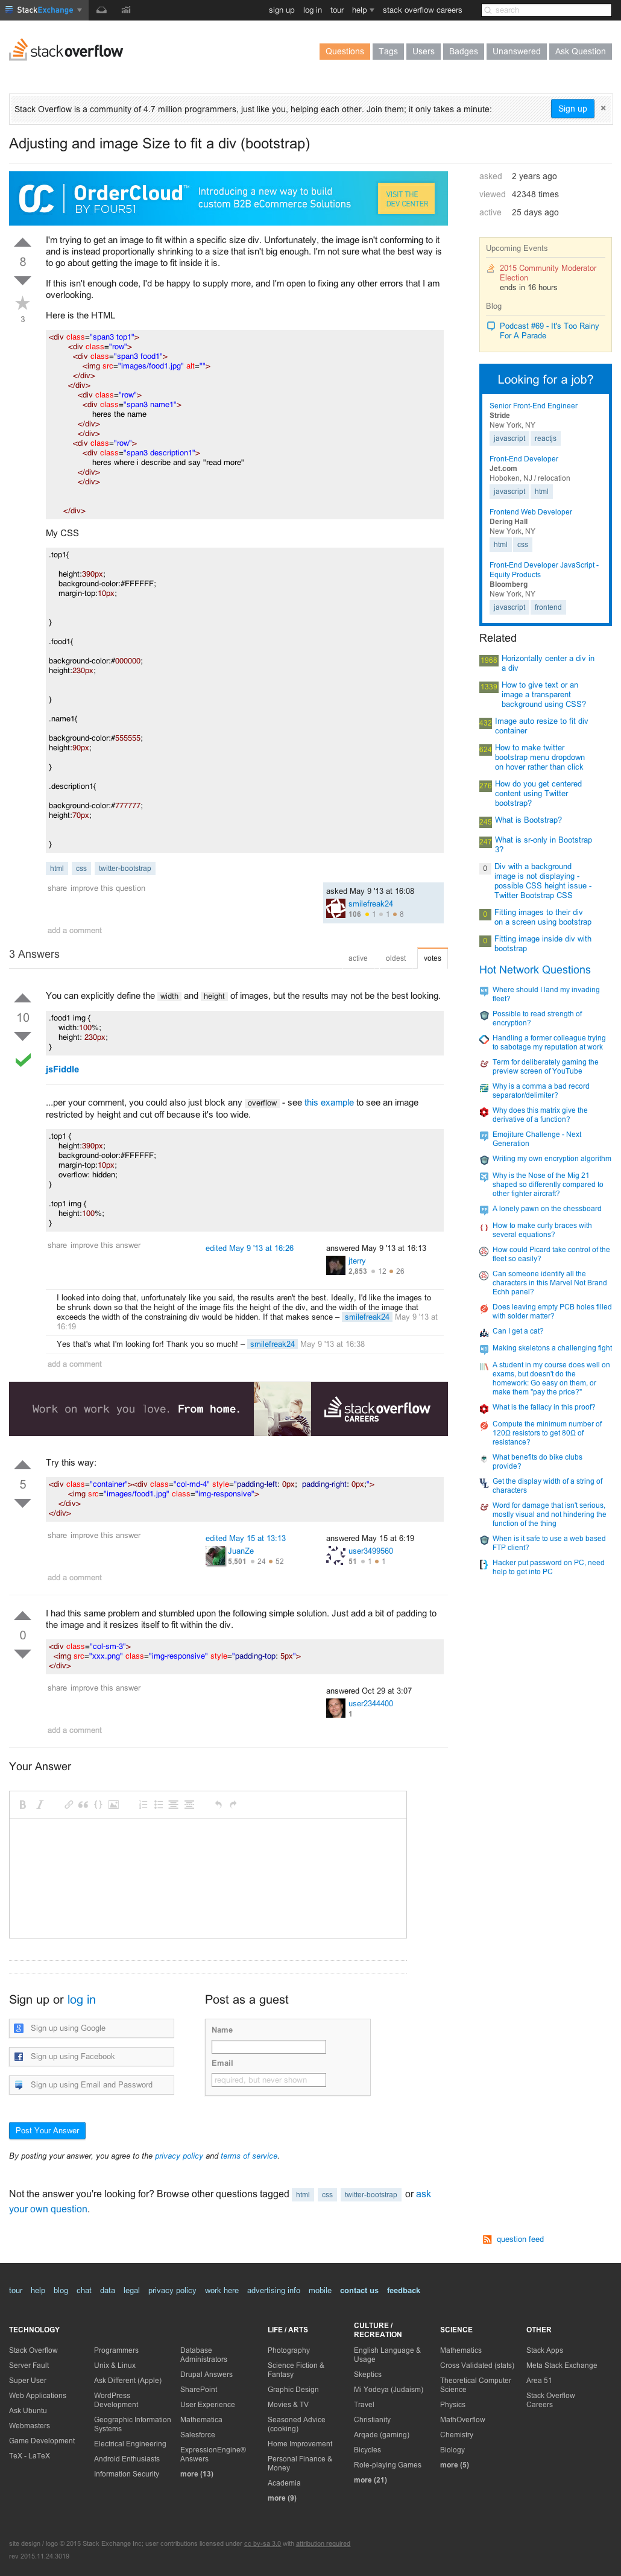 StackExchange
sign up log in tour help stack overflow careers
search
stackoverflow
Questions Tags Users Badges Unanswered Ask Question
Stack Overflow is a community of 4.7 million programmers, just like you, helping each other. Join them; it only takes a minute:
Sign up ×
Adjusting and image Size to fit a div (bootstrap)
OC OrderCloud™
BY FOUR51
Introducing a new way to build
custom B2B eCommerce Solutions
VISIT THE
DEV CENTER
8
3
I'm trying to get an image to fit within a specific size div. Unfortunately, the image isn't conforming to it
and is instead proportionally shrinking to a size that isn't big enough. I'm not sure what the best way is
to go about getting the image to fit inside it is.
If this isn't enough code, I'd be happy to supply more, and I'm open to fixing any other errors that I am
overlooking.
Here is the HTML
<div class="span3 top1">
<div class="row">
<div class="span3 food1">
<img src="images/food1.jpg" alt="">
</div>
</div>
<div class="row">
<div class="span3 name1">
heres the name
</div>
</div>
<div class="row">
<div class="span3 description1">
heres where i describe and say "read more"
</div>
</div>
</div>
My CSS
.top1{
height:390px;
background-color:#FFFFFF;
margin-top:10px;
}
.food1{
background-color:#000000;
height:230px;
}
.name1{
background-color:#555555;
height:90px;
}
.description1{
background-color:#777777;
height:70px;
}
html css twitter-bootstrap
share improve this question
asked May 9 '13 at 16:08
smilefreak24
106 1 1 8
add a comment
3 Answers
active oldest votes
10
You can explicitly define the width and height of images, but the results may not be the best looking.
.food1 img {
width:100%;
height: 230px;
}
jsFiddle
...per your comment, you could also just block any overflow - see this example to see an image
restricted by height and cut off because it's too wide.
.top1 {
height:390px;
background-color:#FFFFFF;
margin-top:10px;
overflow: hidden;
}
.top1 img {
height:100%;
}
share improve this answer
edited May 9 '13 at 16:26
answered May 9 '13 at 16:13
jterry
2,853 12 26
I looked into doing that, unfortunately like you said, the results aren't the best. Ideally, I'd like the images to
be shrunk down so that the height of the image fits the height of the div, and the width of the image that
exceeds the width of the constraining div would be hidden. If that makes sence – smilefreak24 May 9 '13 at
16:19
Yes that's what I'm looking for! Thank you so much! – smilefreak24 May 9 '13 at 16:38
add a comment
Work on work you love. From home.
stackoverflow
CAREERS
5
Try this way:
<div class="container"><div class="col-md-4" style="padding-left: 0px; padding-right: 0px;">
<img src="images/food1.jpg" class="img-responsive">
</div>
</div>
share improve this answer
edited May 15 at 13:13
JuanZe
5,501 24 52
answered May 15 at 6:19
user3499560
51 1 1
add a comment
0
I had this same problem and stumbled upon the following simple solution. Just add a bit of padding to
the image and it resizes itself to fit within the div.
<div class="col-sm-3">
<img src="xxx.png" class="img-responsive" style="padding-top: 5px">
</div>
share improve this answer
answered Oct 29 at 3:07
user2344400
1
add a comment
Your Answer
Sign up or log in
Sign up using Google
Sign up using Facebook
Sign up using Email and Password
Post as a guest
Name
Email
required, but never shown
Post Your Answer
By posting your answer, you agree to the privacy policy and terms of service.
Not the answer you're looking for? Browse other questions tagged html css twitter-bootstrap or ask
your own question.
asked 2 years ago
viewed 42348 times
active 25 days ago
Upcoming Events
2015 Community Moderator
Election
ends in 16 hours
Blog
Podcast #69 - It's Too Rainy
For A Parade
Looking for a job?
Senior Front-End Engineer
Stride
New York, NY
javascript reactjs
Front-End Developer
Jet.com
Hoboken, NJ / relocation
javascript html
Frontend Web Developer
Dering Hall
New York, NY
html css
Front-End Developer JavaScript -
Equity Products
Bloomberg
New York, NY
javascript frontend
Related
1968 Horizontally center a div in
a div
1339 How to give text or an
image a transparent
background using CSS?
432 Image auto resize to fit div
container
624 How to make twitter
bootstrap menu dropdown
on hover rather than click
276 How do you get centered
content using Twitter
bootstrap?
245 What is Bootstrap?
247 What is sr-only in Bootstrap
3?
0 Div with a background
image is not displaying -
possible CSS height issue -
Twitter Bootstrap CSS
0 Fitting images to their div
on a screen using bootstrap
0 Fitting image inside div with
bootstrap
Hot Network Questions
Where should I land my invading
fleet?
Possible to read strength of
encryption?
Handling a former colleague trying
to sabotage my reputation at work
Term for deliberately gaming the
preview screen of YouTube
Why is a comma a bad record
separator/delimiter?
Why does this matrix give the
derivative of a function?
Emojiture Challenge - Next
Generation
Writing my own encryption algorithm
Why is the Nose of the Mig 21
shaped so differently compared to
other fighter aircraft?
A lonely pawn on the chessboard
How to make curly braces with
several equations?
How could Picard take control of the
fleet so easily?
Can someone identify all the
characters in this Marvel Not Brand
Echh panel?
Does leaving empty PCB holes filled
with solder matter?
Can I get a cat?
Making skeletons a challenging fight
A student in my course does well on
exams, but doesn't do the
homework: Go easy on them, or
make them "pay the price?"
What is the fallacy in this proof?
Compute the minimum number of
120Ω resistors to get 80Ω of
resistance?
What benefits do bike clubs
provide?
Get the display width of a string of
characters
Word for damage that isn't serious,
mostly visual and not hindering the
function of the thing
When is it safe to use a web based
FTP client?
Hacker put password on PC, need
help to get into PC
question feed
tour help blog chat data legal privacy policy work here advertising info mobile contact us feedback
TECHNOLOGY
Stack Overflow
Server Fault
Super User
Web Applications
Ask Ubuntu
Webmasters
Game Development
TeX - LaTeX
Programmers
Unix & Linux
Ask Different (Apple)
WordPress
Development
Geographic Information
Systems
Electrical Engineering
Android Enthusiasts
Information Security
Database
Administrators
Drupal Answers
SharePoint
User Experience
Mathematica
Salesforce
ExpressionEngine®
Answers
more (13)
LIFE / ARTS
Photography
Science Fiction &
Fantasy
Graphic Design
Movies & TV
Seasoned Advice
(cooking)
Home Improvement
Personal Finance &
Money
Academia
more (9)
CULTURE /
RECREATION
English Language &
Usage
Skeptics
Mi Yodeya (Judaism)
Travel
Christianity
Arqade (gaming)
Bicycles
Role-playing Games
more (21)
SCIENCE
Mathematics
Cross Validated (stats)
Theoretical Computer
Science
Physics
MathOverflow
Chemistry
Biology
more (5)
OTHER
Stack Apps
Meta Stack Exchange
Area 51
Stack Overflow
Careers
site design / logo © 2015 Stack Exchange Inc; user contributions licensed under cc by-sa 3.0 with attribution required
rev 2015.11.24.3019